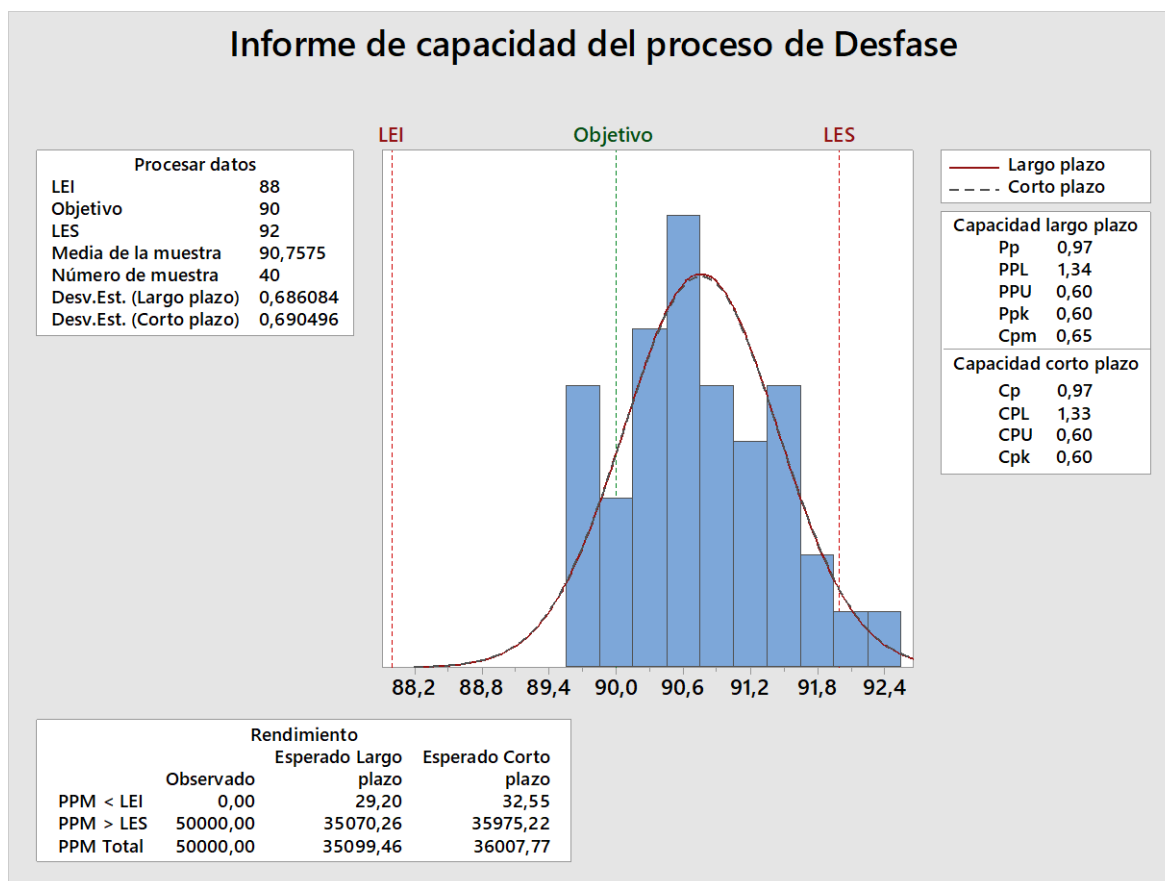 Informe de capacidad del proceso de Desfase
LEI Objetivo LES
Procesar datos
LEI 88
Objetivo 90
LES 92
Media de la muestra 90,7575
Número de muestra 40
Desv.Est. (Largo plazo) 0,686084
Desv.Est. (Corto plazo) 0,690496
Largo plazo
Corto plazo
Capacidad largo plazo
Pp 0,97
PPL 1,34
PPU 0,60
Ppk 0,60
Cpm 0,65
Capacidad corto plazo
Cp 0,97
CPL 1,33
CPU 0,60
Cpk 0,60
88,2 88,8 89,4 90,0 90,6 91,2 91,8 92,4
Rendimiento
Esperado Largo Esperado Corto
Observado plazo plazo
PPM < LEI 0,00 29,20 32,55
PPM > LES 50000,00 35070,26 35975,22
PPM Total 50000,00 35099,46 36007,77